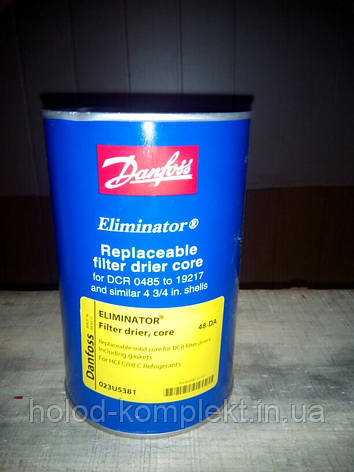 Danfoss
Eliminator®
Replaceable
filter drier core
for DCR 0485 to 19217
and similar 4 3/4 in. shells
Danfoss
ELIMINATOR®
Filter drier, core
48-DA
Replaceable solid core for DCR filter driers
Including gaskets
For HCFC/HFC Refrigerants
023U5381
holod-komplekt.in.ua